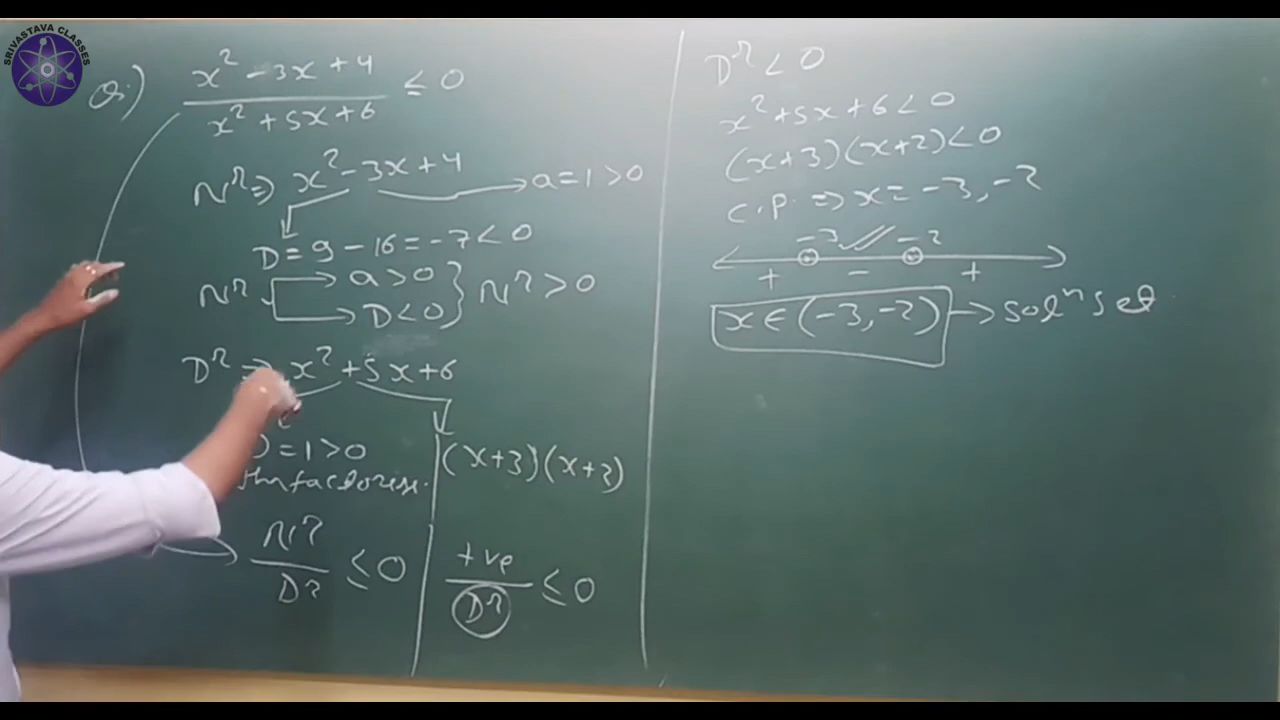 SRIVASTAVA CLASSES
Q.) x² - 3x + 4 / x² + 5x + 6 ≤ 0
Nʳ ⇒ x² - 3x + 4 → a = 1 > 0
D = 9 - 16 = -7 < 0
Nʳ → a > 0
→ D < 0 } Nʳ > 0
Dʳ ⇒ x² + 5x + 6
D = 1 > 0
(x+3)(x+2)
Nʳ / Dʳ ≤ 0
+ve / Dʳ ≤ 0
Dʳ < 0
x² + 5x + 6 < 0
(x+3)(x+2) < 0
C.P. ⇒ x = -3, -2
-3 -2
+ - +
x ∈ (-3, -2) → solⁿ set